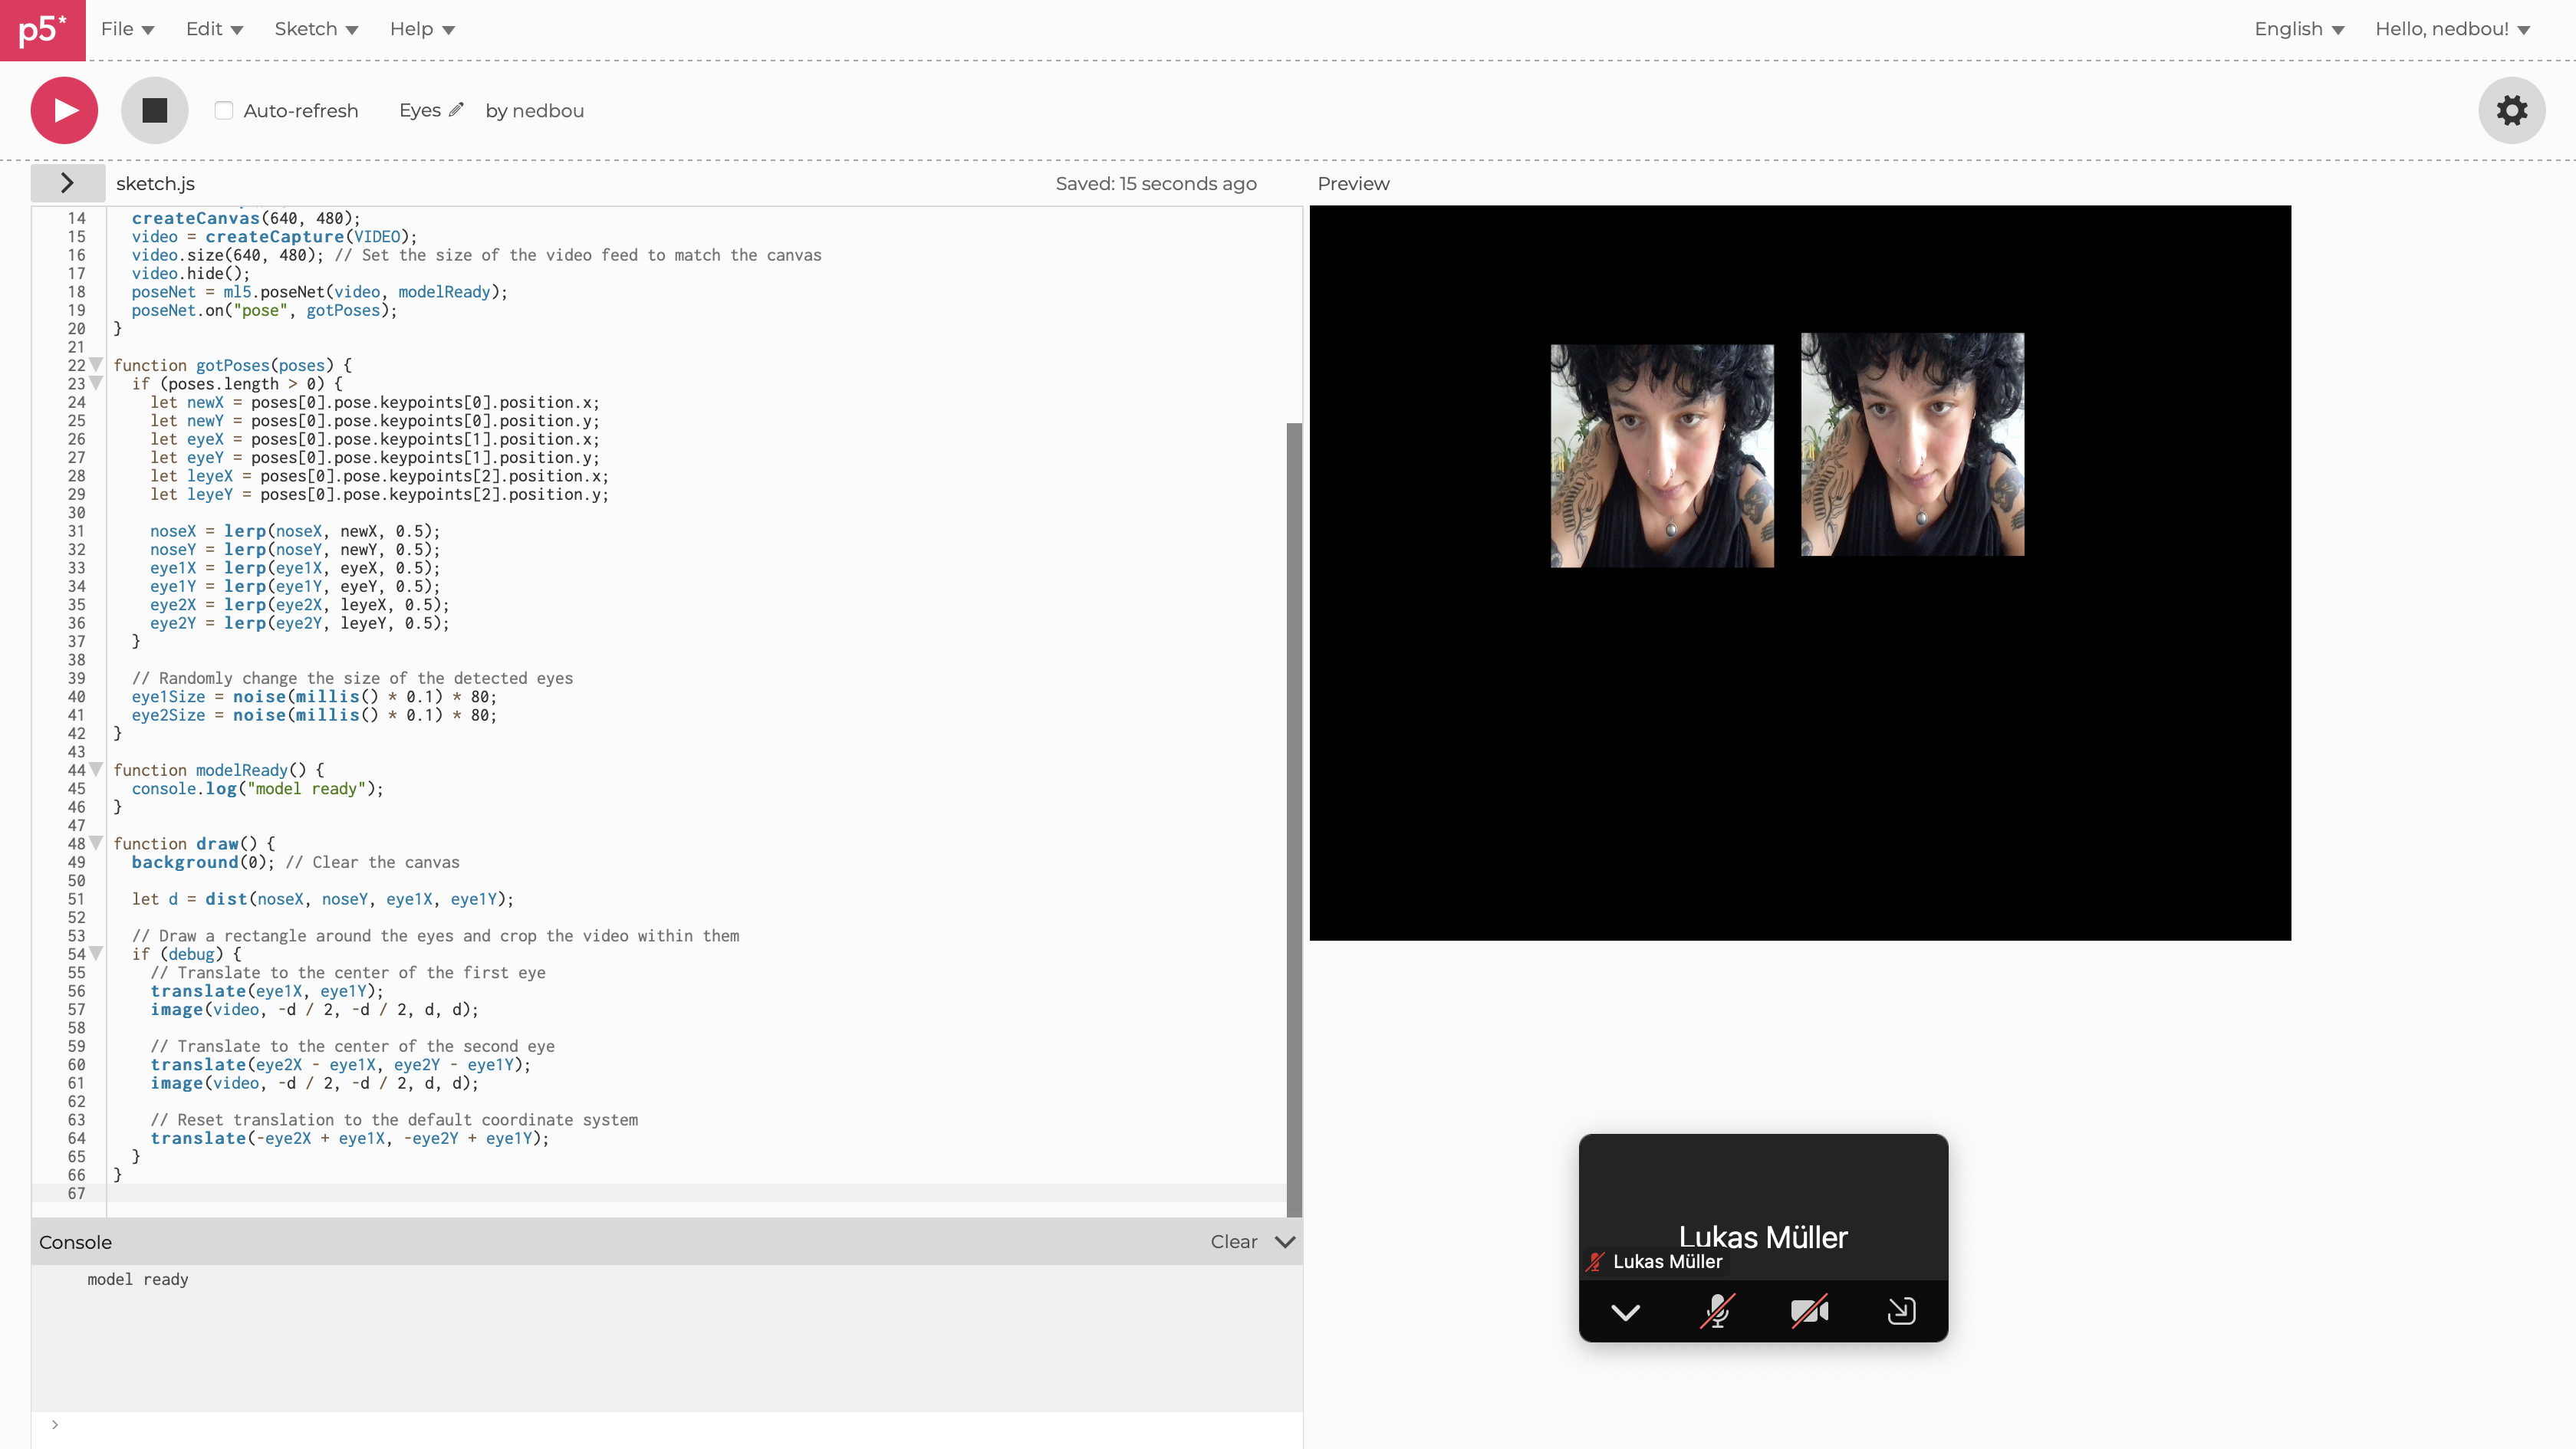 p5*
File Edit Sketch Help
English Hello, nedbou!
Auto-refresh Eyes by nedbou
sketch.js Saved: 15 seconds ago Preview
14 createCanvas(640, 480);
15 video = createCapture(VIDEO);
16 video.size(640, 480); // Set the size of the video feed to match the canvas
17 video.hide();
18 poseNet = ml5.poseNet(video, modelReady);
19 poseNet.on("pose", gotPoses);
20 }
21
22 function gotPoses(poses) {
23 if (poses.length > 0) {
24 let newX = poses[0].pose.keypoints[0].position.x;
25 let newY = poses[0].pose.keypoints[0].position.y;
26 let eyeX = poses[0].pose.keypoints[1].position.x;
27 let eyeY = poses[0].pose.keypoints[1].position.y;
28 let leyeX = poses[0].pose.keypoints[2].position.x;
29 let leyeY = poses[0].pose.keypoints[2].position.y;
30
31 noseX = lerp(noseX, newX, 0.5);
32 noseY = lerp(noseY, newY, 0.5);
33 eye1X = lerp(eye1X, eyeX, 0.5);
34 eye1Y = lerp(eye1Y, eyeY, 0.5);
35 eye2X = lerp(eye2X, leyeX, 0.5);
36 eye2Y = lerp(eye2Y, leyeY, 0.5);
37 }
38
39 // Randomly change the size of the detected eyes
40 eye1Size = noise(millis() * 0.1) * 80;
41 eye2Size = noise(millis() * 0.1) * 80;
42 }
43
44 function modelReady() {
45 console.log("model ready");
46 }
47
48 function draw() {
49 background(0); // Clear the canvas
50
51 let d = dist(noseX, noseY, eye1X, eye1Y);
52
53 // Draw a rectangle around the eyes and crop the video within them
54 if (debug) {
55 // Translate to the center of the first eye
56 translate(eye1X, eye1Y);
57 image(video, -d / 2, -d / 2, d, d);
58
59 // Translate to the center of the second eye
60 translate(eye2X - eye1X, eye2Y - eye1Y);
61 image(video, -d / 2, -d / 2, d, d);
62
63 // Reset translation to the default coordinate system
64 translate(-eye2X + eye1X, -eye2Y + eye1Y);
65 }
66 }
67
Console Clear
model ready
>
Lukas Müller
Lukas Müller